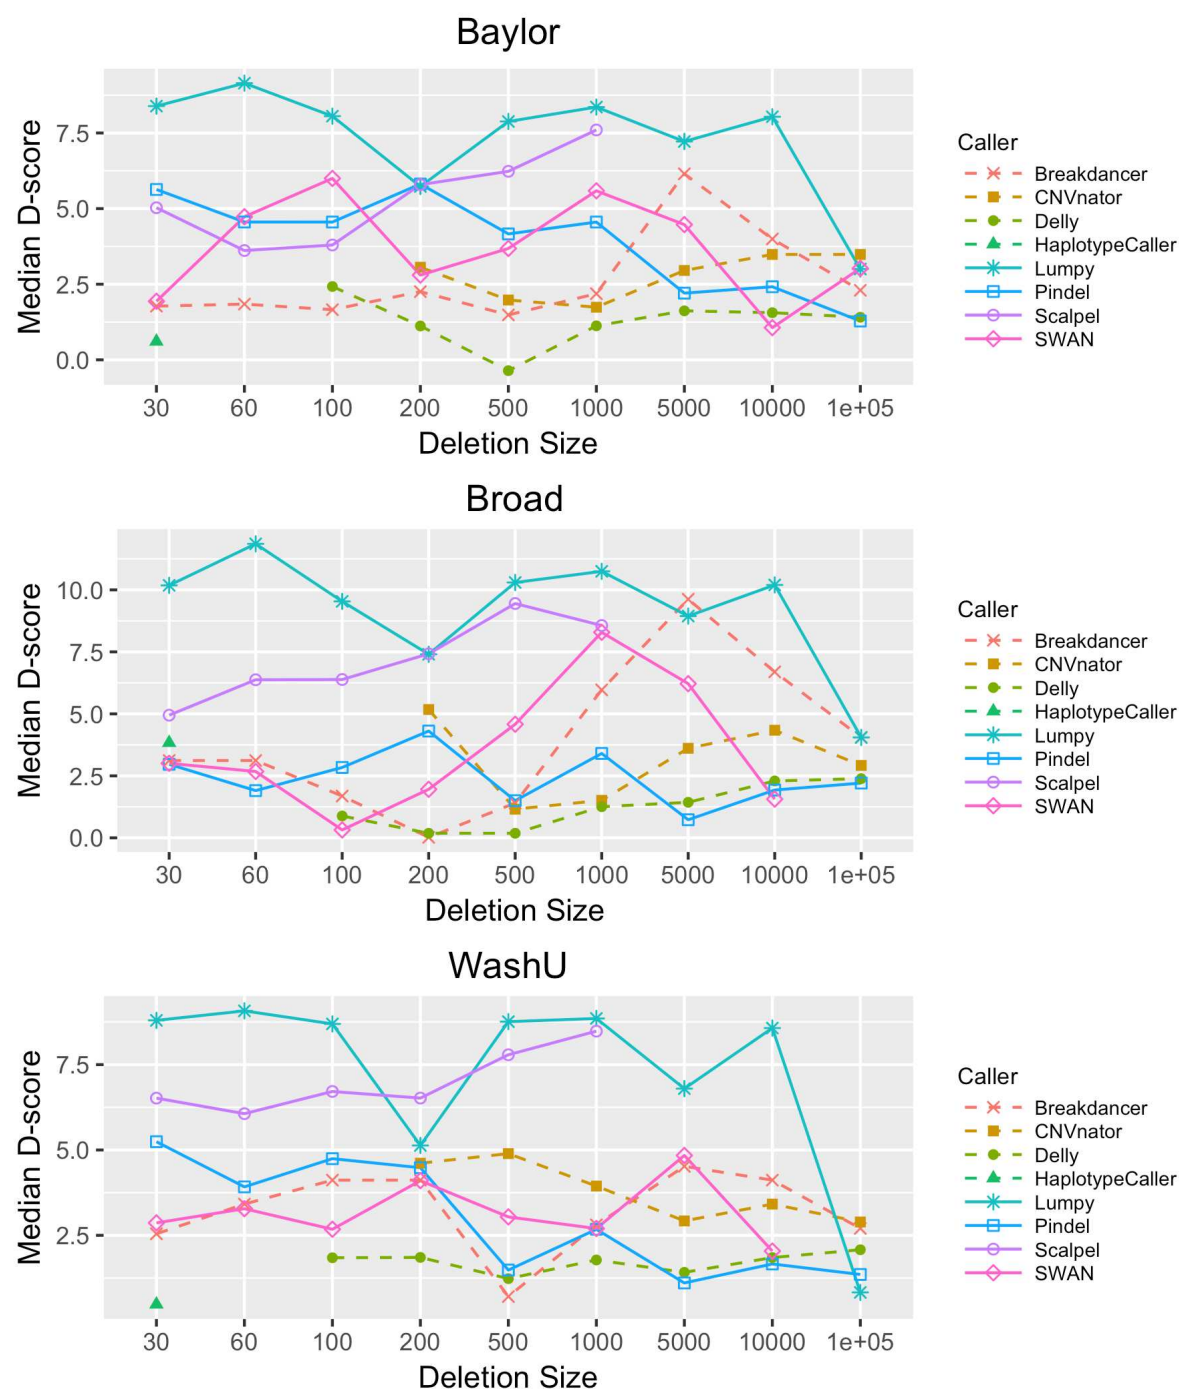 Baylor
Median D-score
7.5
5.0
2.5
0.0
30 60 100 200 500 1000 5000 10000 1e+05
Deletion Size
Caller
Breakdancer
CNVnator
Delly
HaplotypeCaller
Lumpy
Pindel
Scalpel
SWAN
Broad
Median D-score
10.0
7.5
5.0
2.5
0.0
30 60 100 200 500 1000 5000 10000 1e+05
Deletion Size
Caller
Breakdancer
CNVnator
Delly
HaplotypeCaller
Lumpy
Pindel
Scalpel
SWAN
WashU
Median D-score
7.5
5.0
2.5
30 60 100 200 500 1000 5000 10000 1e+05
Deletion Size
Caller
Breakdancer
CNVnator
Delly
HaplotypeCaller
Lumpy
Pindel
Scalpel
SWAN